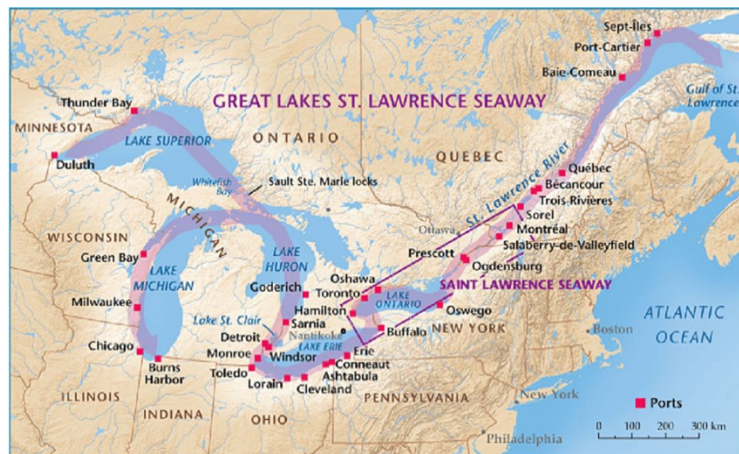 Sept-Îles
Port-Cartier
Baie-Comeau
Gulf of St.
Lawrence
GREAT LAKES ST. LAWRENCE SEAWAY
Thunder Bay
MINNESOTA
LAKE SUPERIOR
ONTARIO
QUEBEC
Duluth
Whitefish
Bay
Sault Ste. Marie locks
St. Lawrence River
Québec
Bécancour
Trois-Rivières
Sorel
Montréal
Salaberry-de-Valleyfield
Ottawa
MICHIGAN
WISCONSIN
Green Bay
LAKE
MICHIGAN
LAKE
HURON
Goderich
Prescott
Ogdensburg
SAINT LAWRENCE SEAWAY
Oshawa
Toronto
Hamilton
LAKE
ONTARIO
Oswego
Milwaukee
Lake St. Clair
Sarnia
Nantikoke
Buffalo
NEW YORK
Boston
ATLANTIC
OCEAN
Chicago
Burns
Harbor
Detroit
Monroe
Windsor
Toledo
LAKE ERIE
Erie
Conneaut
Ashtabula
Lorain
Cleveland
ILLINOIS
INDIANA
OHIO
PENNSYLVANIA
New York
Philadelphia
Ports
0 150 300 km